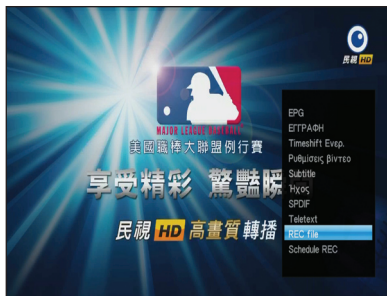 民視 HD
MAJOR LEAGUE BASEBALL
美國職棒大聯盟例行賽
享受精彩 驚豔瞬
民視 HD 高畫質轉播
EPG
ΕΓΓΡΑΦΗ
Timeshift Ενερ.
Ρυθμίσεις βίντεο
Subtitle
Ήχος
SPDIF
Teletext
REC file
Schedule REC